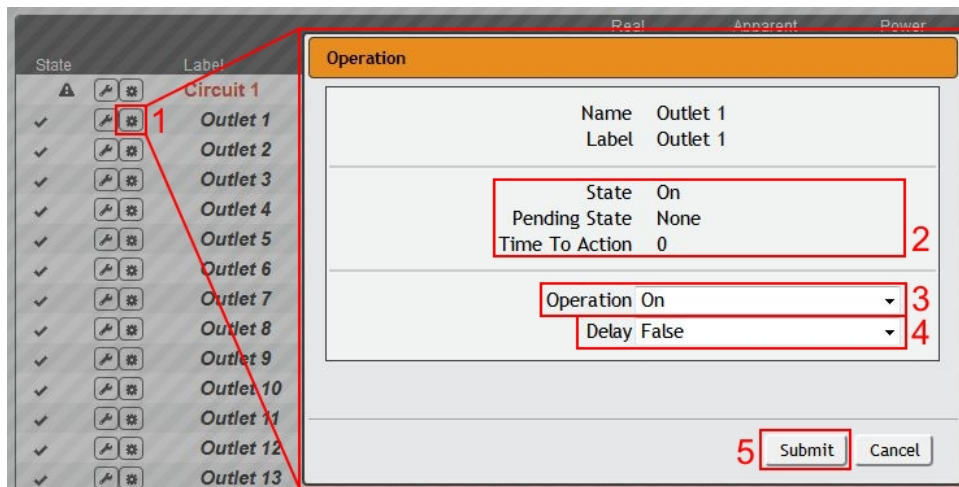 Real Apparent Power
State Label
Circuit 1
1
Outlet 1
Outlet 2
Outlet 3
Outlet 4
Outlet 5
Outlet 6
Outlet 7
Outlet 8
Outlet 9
Outlet 10
Outlet 11
Outlet 12
Outlet 13
Operation
Name Outlet 1
Label Outlet 1
State On
Pending State None
Time To Action 0
2
Operation On
3
Delay False
4
5 Submit Cancel